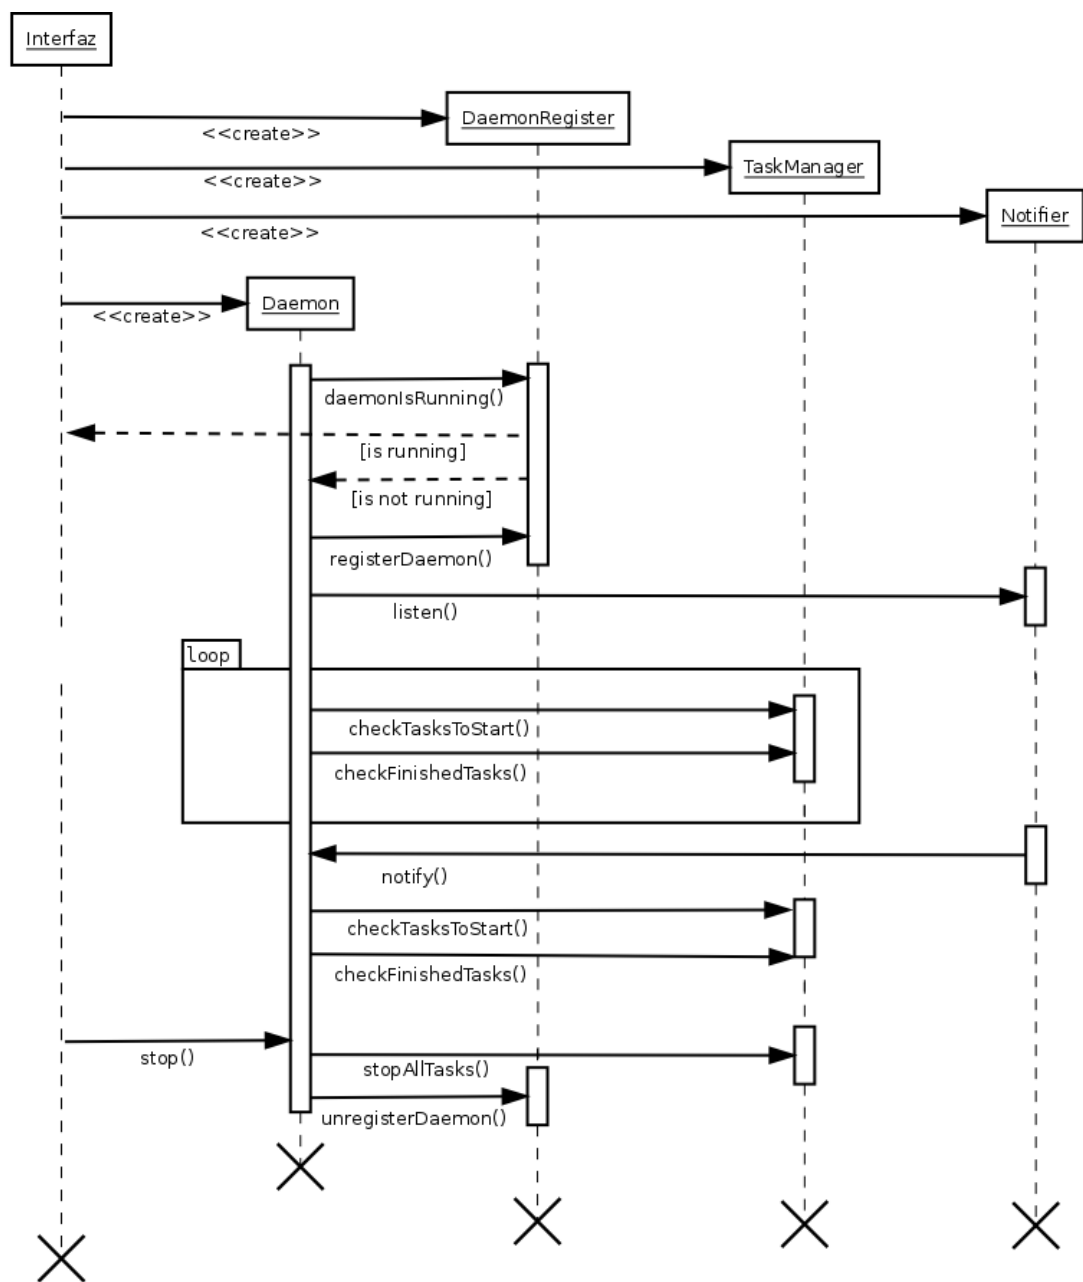 Interfaz
DaemonRegister
<<create>>
TaskManager
<<create>>
Notifier
<<create>>
Daemon
<<create>>
daemonIsRunning()
[is running]
[is not running]
registerDaemon()
listen()
loop
checkTasksToStart()
checkFinishedTasks()
notify()
checkTasksToStart()
checkFinishedTasks()
stop()
stopAllTasks()
unregisterDaemon()